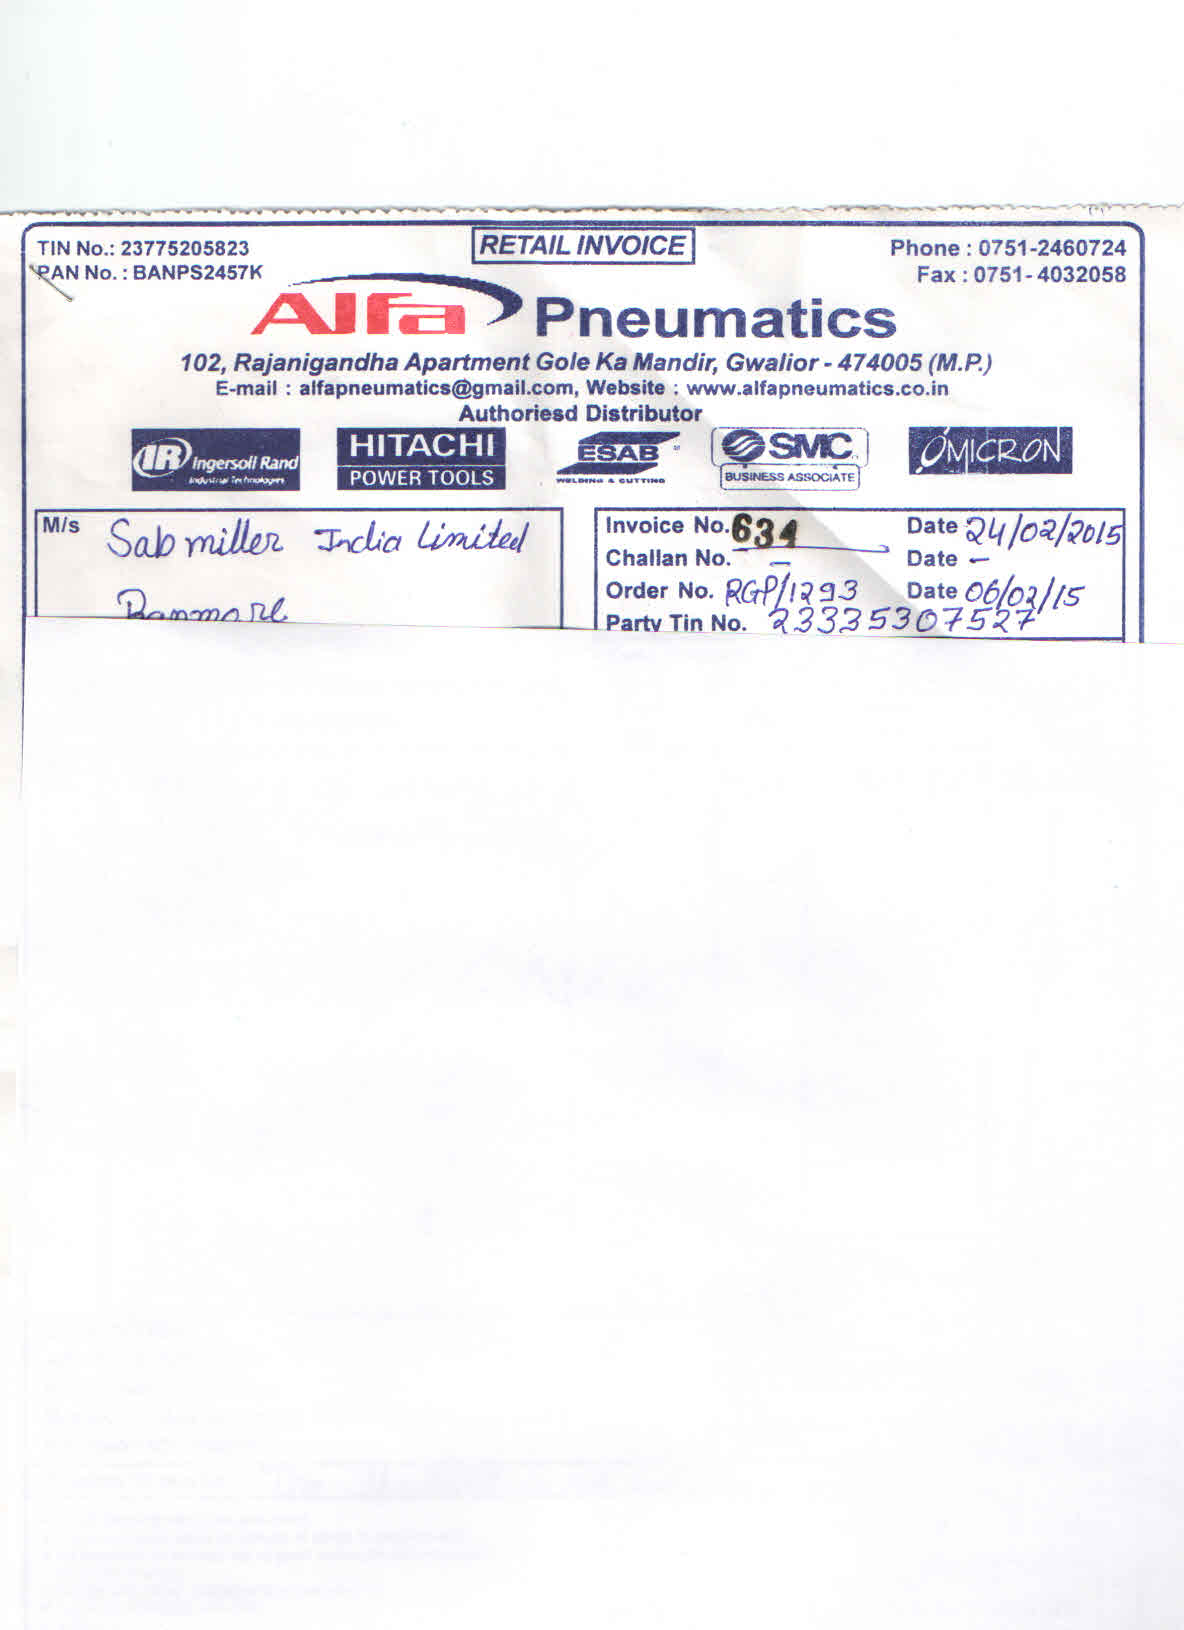 TIN No.: 23775205823
RETAIL INVOICE
Phone : 0751-2460724
PAN No. : BANPS2457K
Fax : 0751- 4032058
Alfa Pneumatics
102, Rajanigandha Apartment Gole Ka Mandir, Gwalior - 474005 (M.P.)
E-mail : alfapneumatics@gmail.com, Website : www.alfapneumatics.co.in
Authoriesd Distributor
IR Ingersoll Rand
Industrial Technologies
HITACHI
POWER TOOLS
ESAB
WELDING & CUTTING
SMC
BUSINESS ASSOCIATE
OMICRON
M/s Sabmiller India Limited
Banmore
Invoice No. 634 Date 24/02/2015
Challan No. - Date -
Order No. RGP/1293 Date 06/02/15
Party Tin No. 23335307527